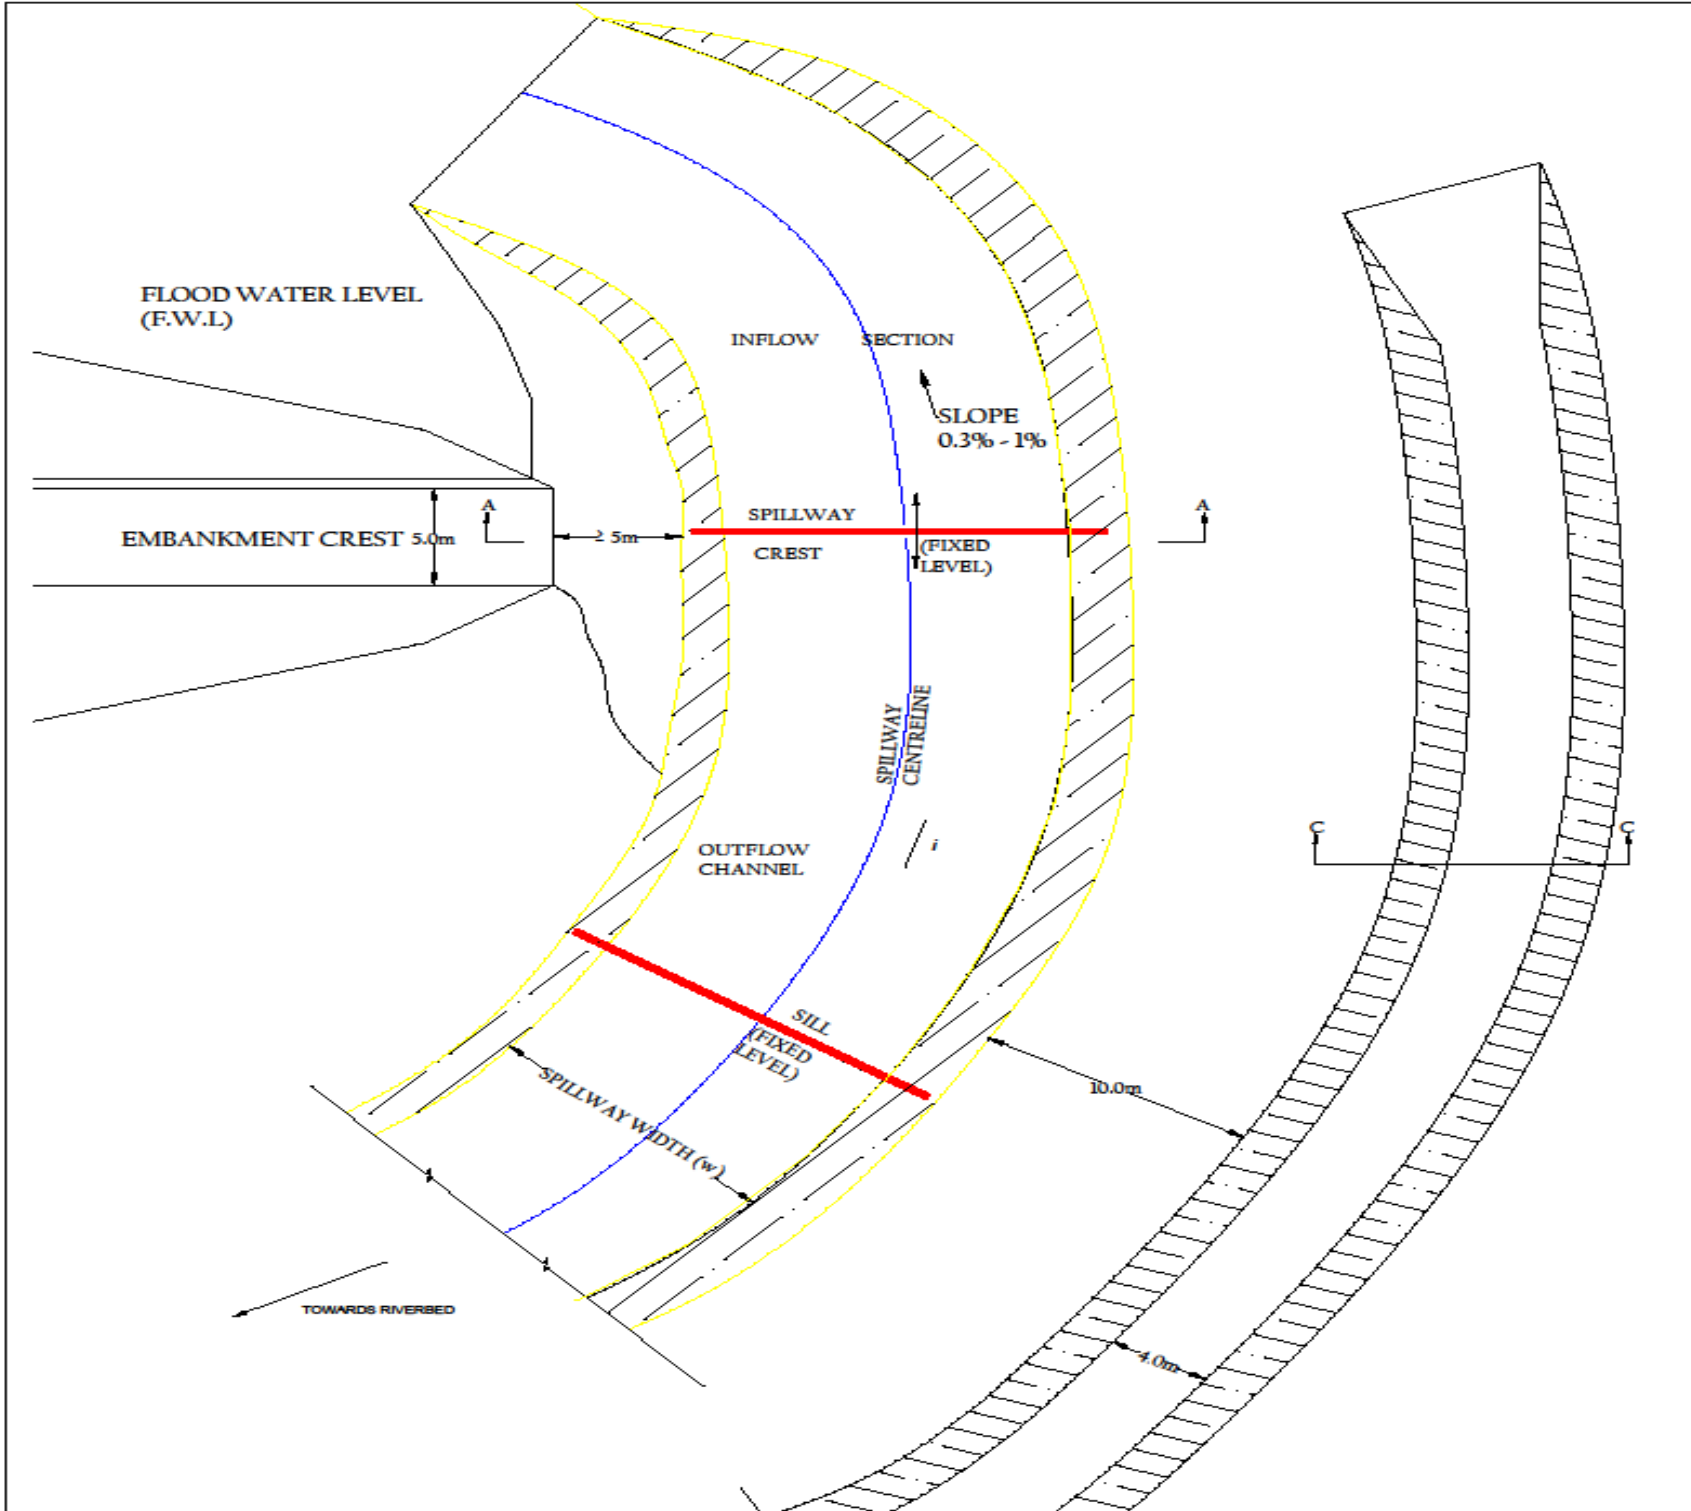 FLOOD WATER LEVEL
(F.W.L)
INFLOW SECTION
SLOPE
0.3% - 1%
A
A
SPILLWAY
CREST
(FIXED
LEVEL)
EMBANKMENT CREST 5.0m
≥ 5m
SPILLWAY
CENTRELINE
i
C
C
OUTFLOW
CHANNEL
SILL
(FIXED
LEVEL)
SPILLWAY WIDTH (w)
10.0m
4.0m
TOWARDS RIVERBED